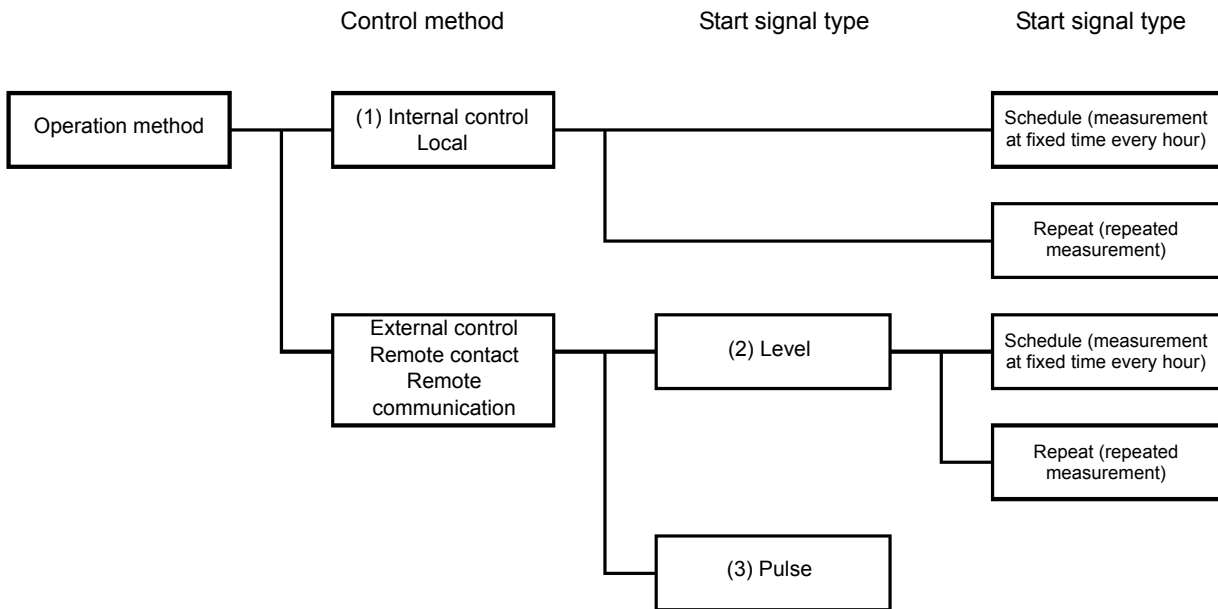 Control method
Start signal type
Start signal type
Operation method
(1) Internal control
Local
Schedule (measurement
at fixed time every hour)
Repeat (repeated
measurement)
External control
Remote contact
Remote
communication
(2) Level
Schedule (measurement
at fixed time every hour)
Repeat (repeated
measurement)
(3) Pulse